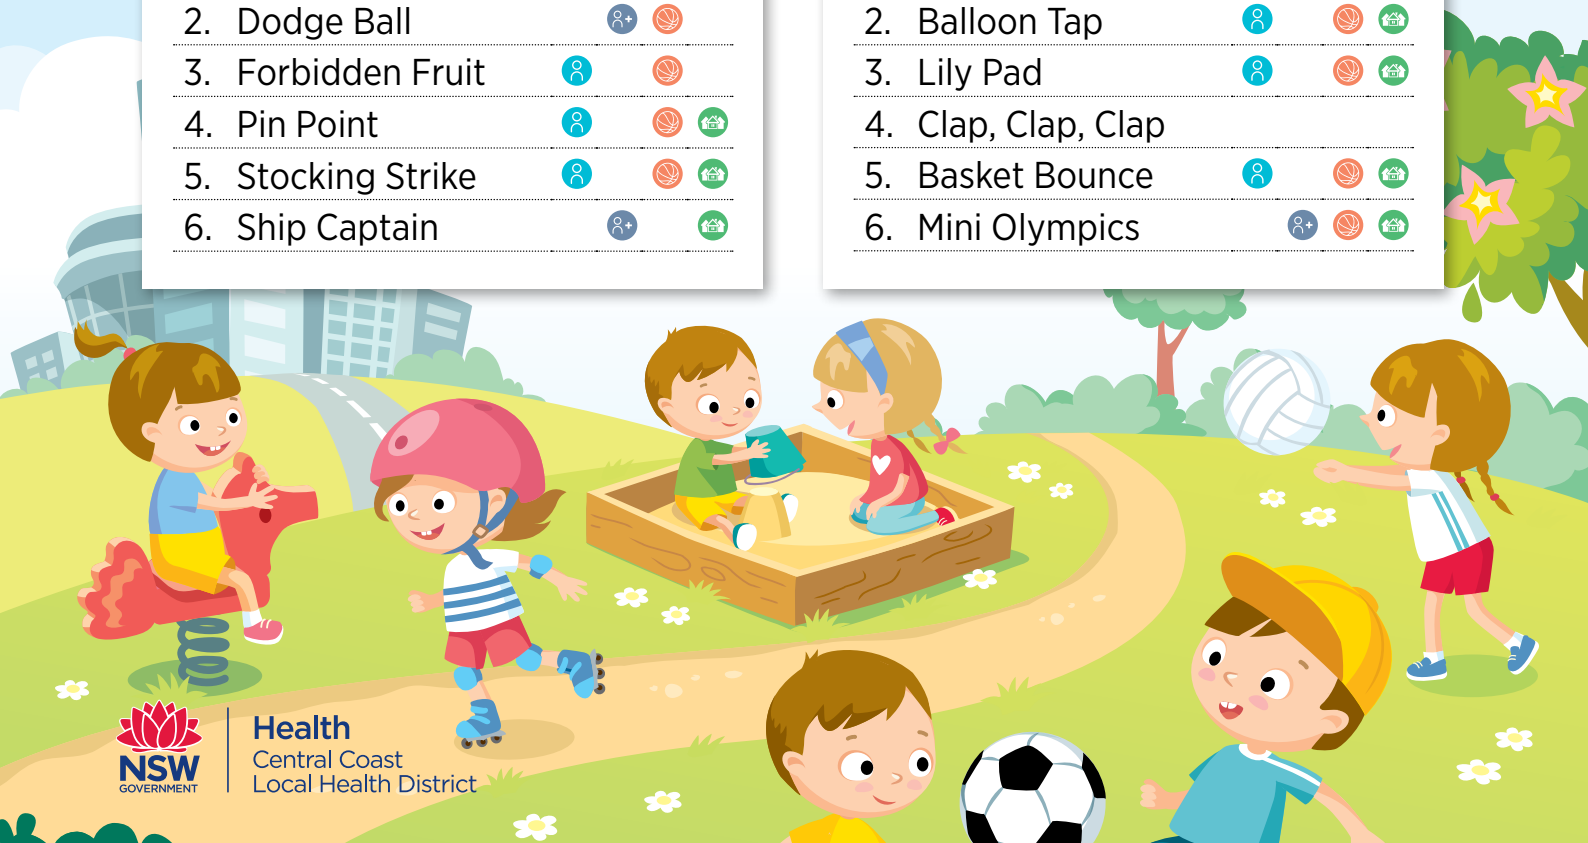 2. Dodge Ball
3. Forbidden Fruit
4. Pin Point
5. Stocking Strike
6. Ship Captain
2. Balloon Tap
3. Lily Pad
4. Clap, Clap, Clap
5. Basket Bounce
6. Mini Olympics
NSW
GOVERNMENT
Health
Central Coast
Local Health District